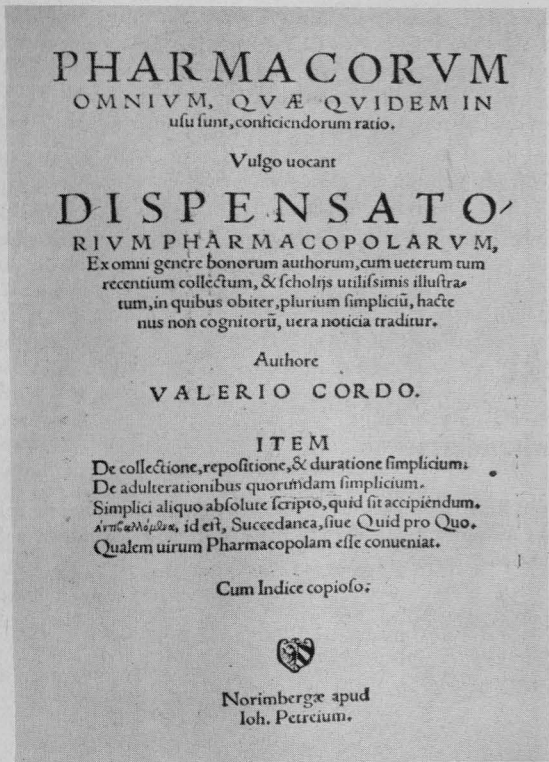 PHARMACORVM
OMNIVM, QVÆ QVIDEM IN
uſu ſunt, conficiendorum ratio.
Vulgo uocant
DISPENSATO-
RIVM PHARMACOPOLARVM,
Ex omni genere bonorum authorum, cum ueterum tum
recentium collectum, & ſcholijs utiliſsimis illuſtra-
tum, in quibus obiter, plurium ſimpliciũ, hacte
nus non cognitorũ, uera noticia traditur.
Authore
VALERIO CORDO.
ITEM
De collectione, repoſitione, & duratione ſimplicium.
De adulterationibus quorundam ſimplicium.
Simplici aliquo abſolute ſcripto, quid ſit accipiendum.
ἀντιβαλλόμενα, id eſt, Succedanea, ſiue Quid pro Quo.
Qualem uirum Pharmacopolam eſſe conueniat.
Cum Indice copioſo.
Norimbergæ apud
Ioh. Petreium.